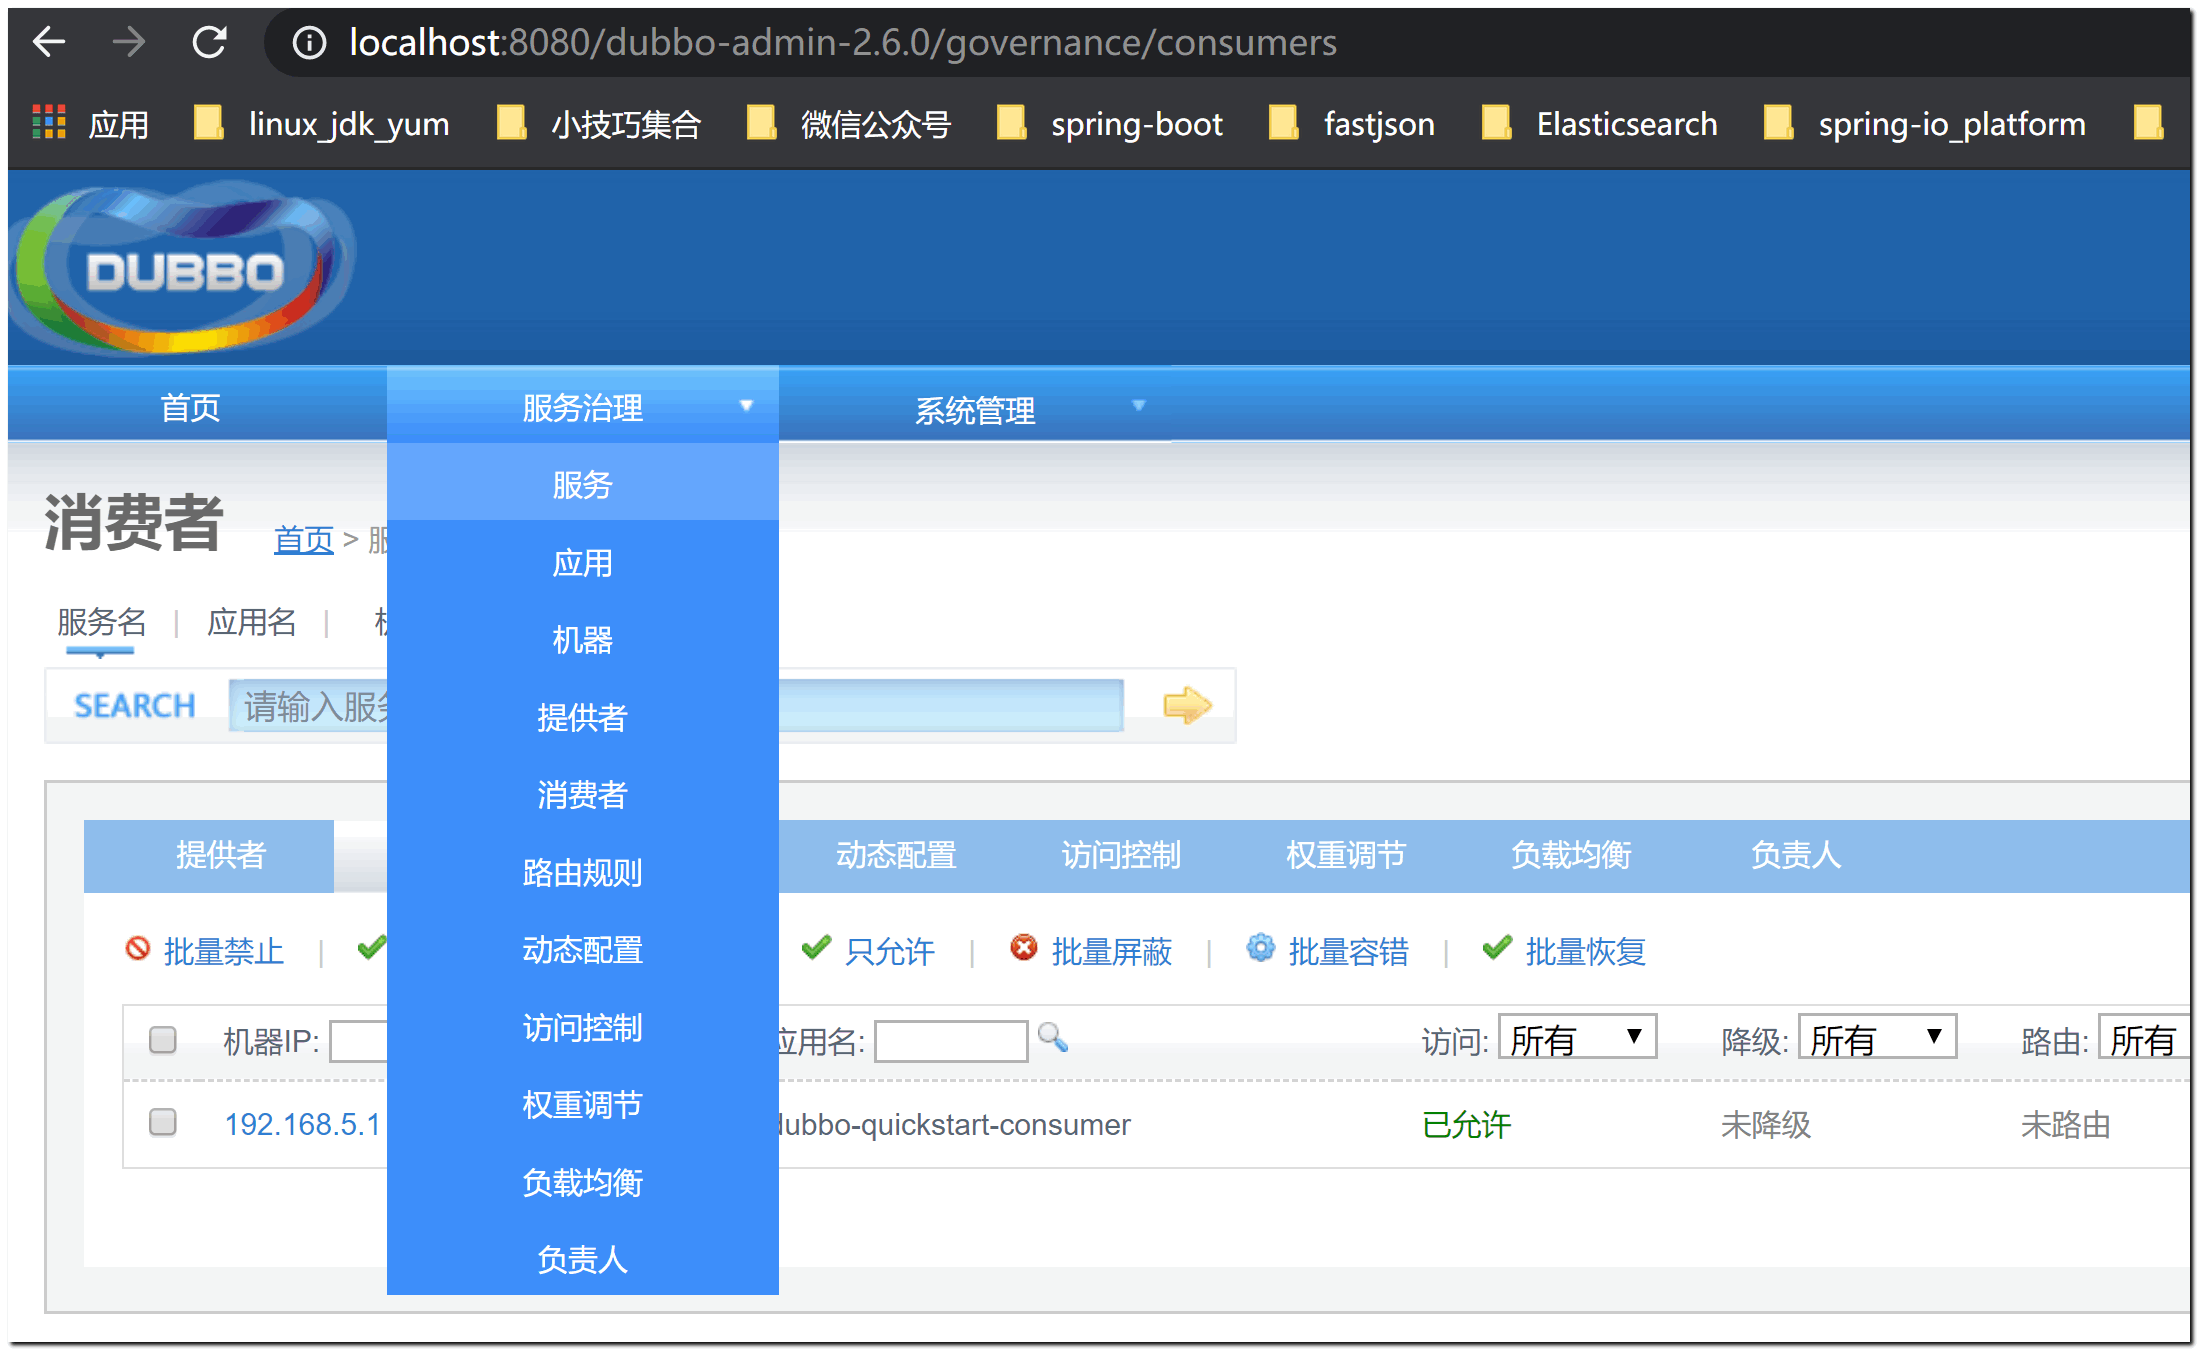 localhost:8080/dubbo-admin-2.6.0/governance/consumers
应用 linux_jdk_yum 小技巧集合 微信公众号 spring-boot fastjson Elasticsearch spring-io_platform
DUBBO
首页 服务治理 系统管理
服务
应用
机器
提供者
消费者
路由规则
动态配置
访问控制
权重调节
负载均衡
负责人
消费者 首页 > 服
服务名 | 应用名 |
SEARCH 请输入服务
提供者 动态配置 访问控制 权重调节 负载均衡 负责人
批量禁止 | 只允许 | 批量屏蔽 | 批量容错 | 批量恢复
机器IP: 应用名: 访问: 所有 降级: 所有 路由: 所有
192.168.5.1 dubbo-quickstart-consumer 已允许 未降级 未路由